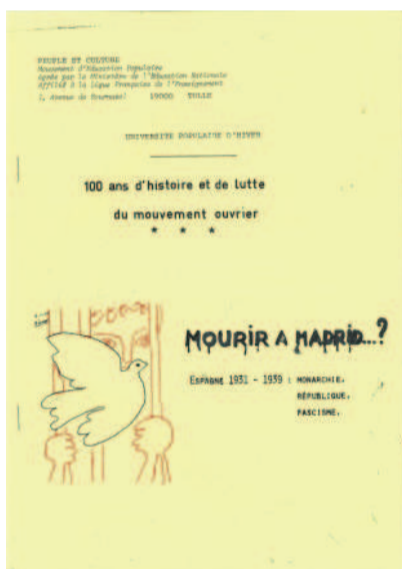 PEUPLE ET CULTURE
Mouvement d'Education Populaire
agréé par le Ministère de l'Education Nationale
Affilié à la Ligue Française de l'Enseignement
1, Avenue de 19000 TULLE
UNIVERSITE POPULAIRE D'HIVER
100 ans d'histoire et de lutte
du mouvement ouvrier
* * *
MOURIR A MADRID...?
ESPAGNE 1931 - 1939 : MONARCHIE.
RÉPUBLIQUE.
FASCISME.